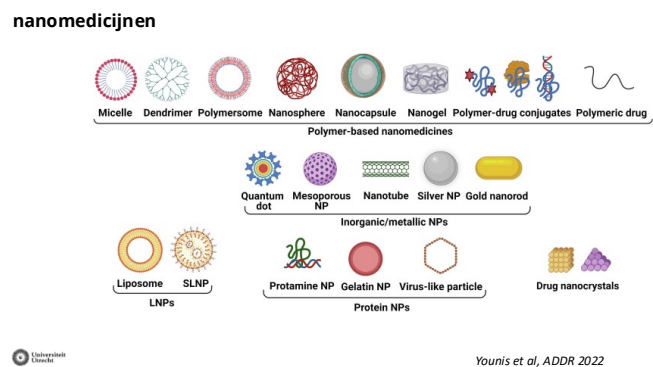 nanomedicijnen
Micelle Dendrimer Polymersome Nanosphere Nanocapsule Nanogel Polymer-drug conjugates Polymeric drug
Polymer-based nanomedicines
Quantum dot Mesoporous NP Nanotube Silver NP Gold nanorod
Inorganic/metallic NPs
Liposome SLNP Protamine NP Gelatin NP Virus-like particle Drug nanocrystals
LNPs
Protein NPs
Universiteit
Utrecht
Younis et al, ADDR 2022